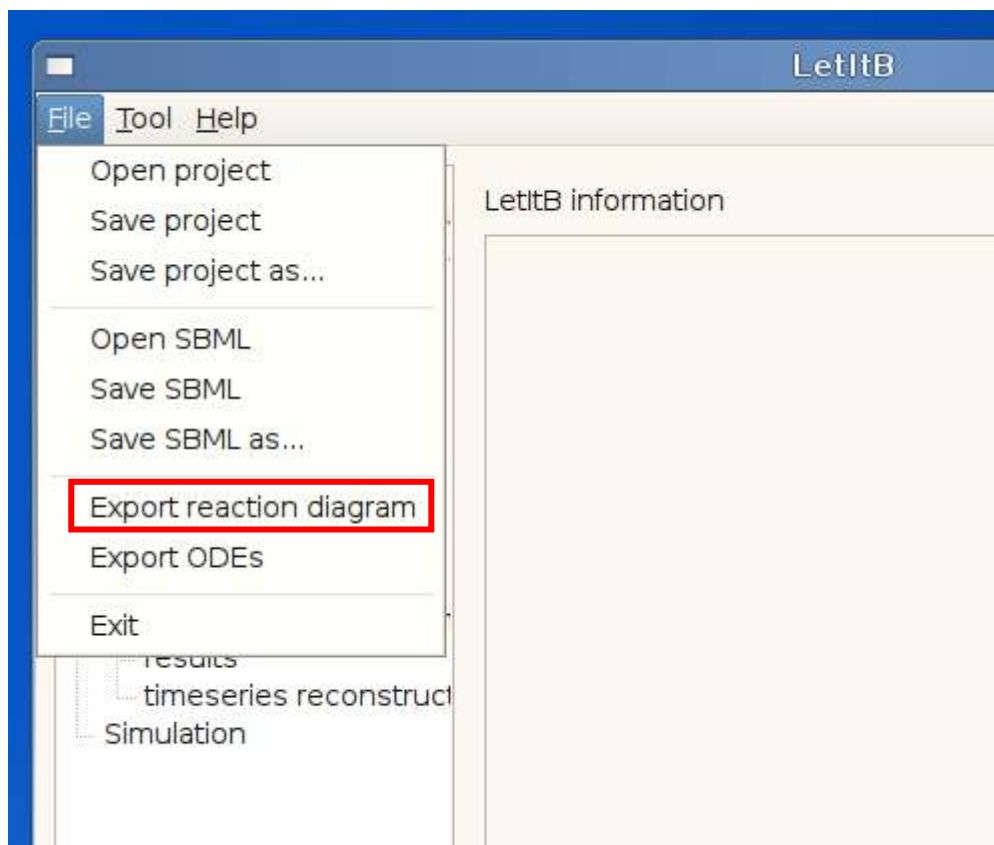 LetItB
File Tool Help
Open project
Save project
Save project as...
Open SBML
Save SBML
Save SBML as...
Export reaction diagram
Export ODEs
Exit
LetItB information
results
timeseries reconstruct
Simulation